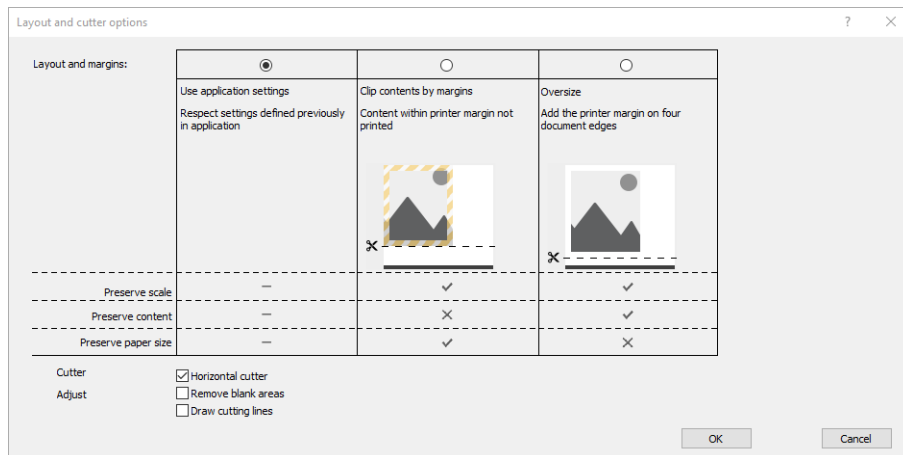 Layout and cutter options
Layout and margins:
Use application settings
Respect settings defined previously
in application
Clip contents by margins
Content within printer margin not
printed
Oversize
Add the printer margin on four
document edges
Preserve scale
Preserve content
Preserve paper size
Cutter
Horizontal cutter
Adjust
Remove blank areas
Draw cutting lines
OK
Cancel